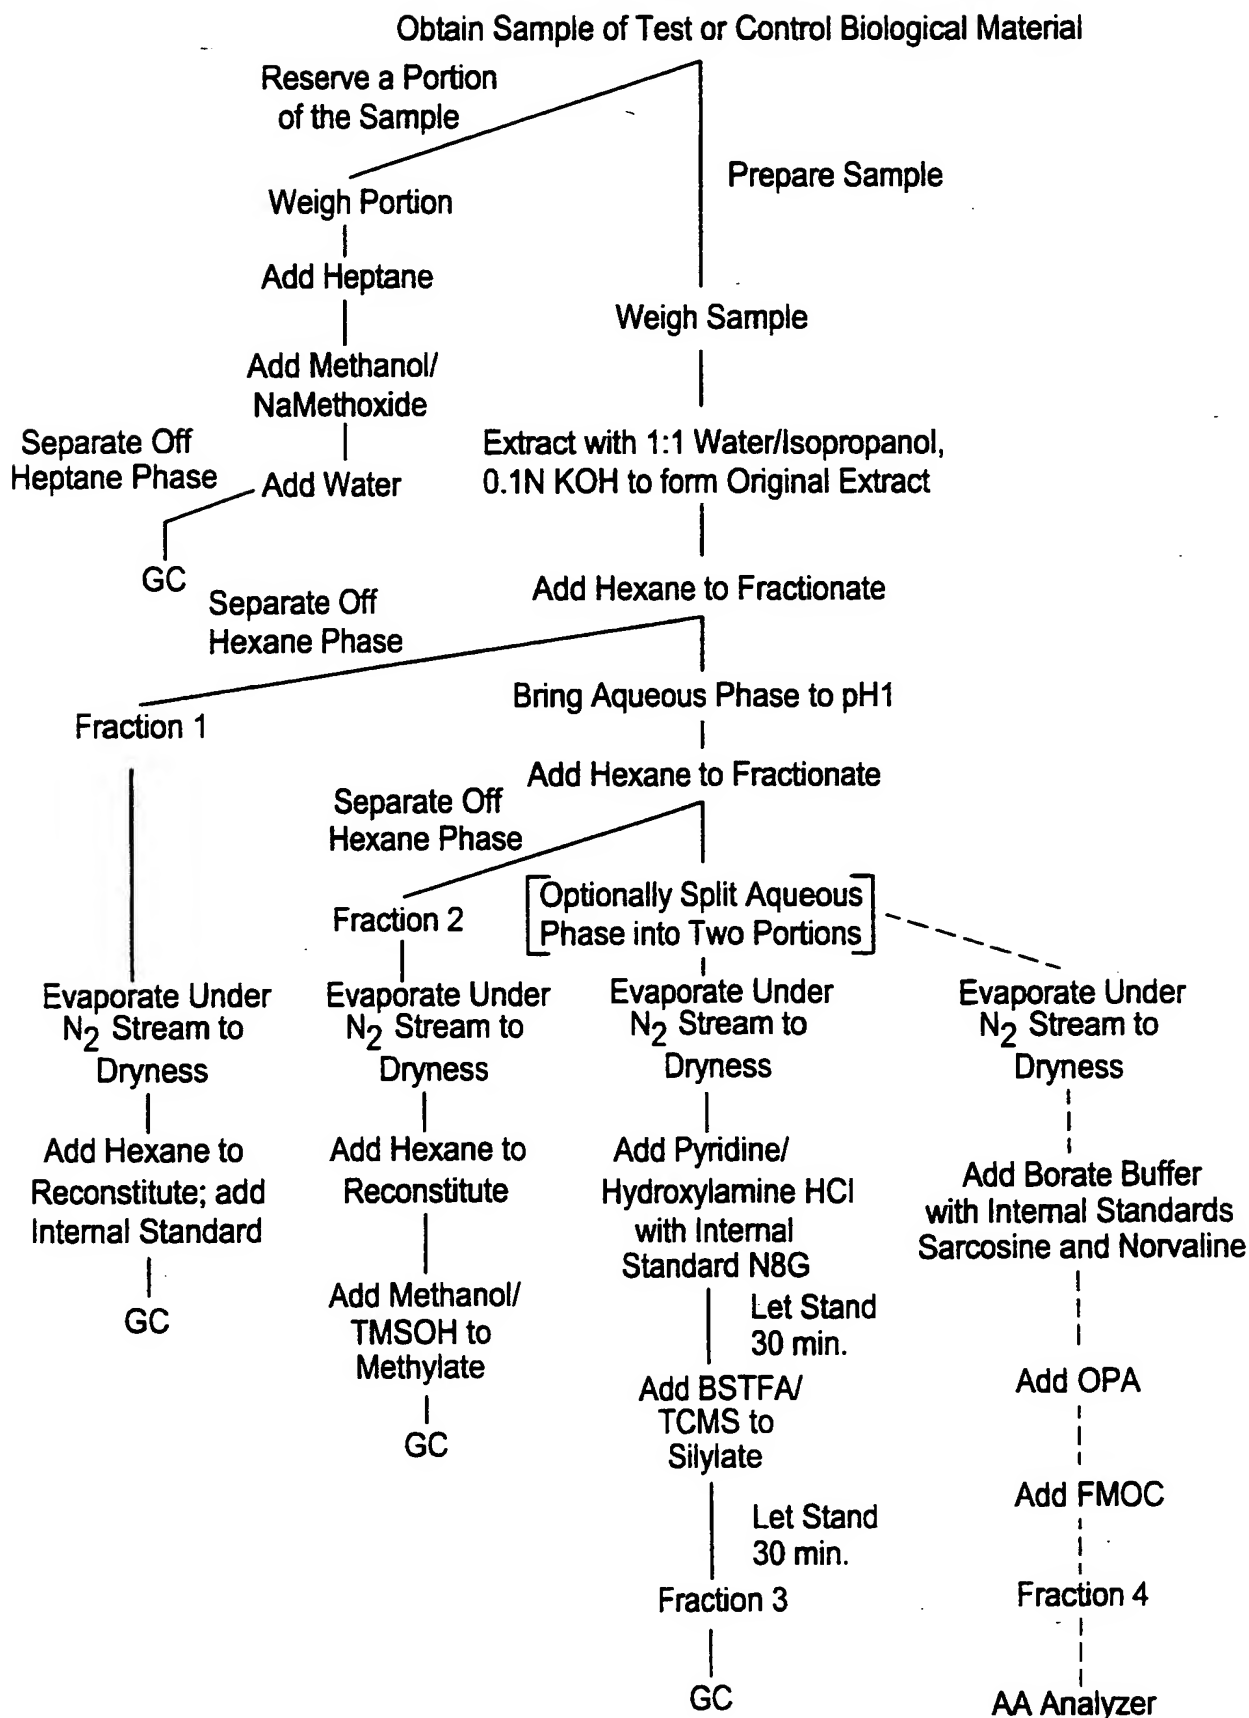 Obtain Sample of Test or Control Biological Material
Reserve a Portion
of the Sample
Prepare Sample
Weigh Portion
Add Heptane
Weigh Sample
Add Methanol/
NaMethoxide
Separate Off
Heptane Phase
Add Water
GC
Extract with 1:1 Water/Isopropanol,
0.1N KOH to form Original Extract
Add Hexane to Fractionate
Separate Off
Hexane Phase
Fraction 1
Bring Aqueous Phase to pH1
Add Hexane to Fractionate
Separate Off
Hexane Phase
Fraction 2
Optionally Split Aqueous
Phase into Two Portions
Evaporate Under
N2 Stream to
Dryness
Add Hexane to
Reconstitute; add
Internal Standard
GC
Evaporate Under
N2 Stream to
Dryness
Add Hexane to
Reconstitute
Add Methanol/
TMSOH to
Methylate
GC
Evaporate Under
N2 Stream to
Dryness
Add Pyridine/
Hydroxylamine HCl
with Internal
Standard N8G
Let Stand
30 min.
Add BSTFA/
TCMS to
Silylate
Let Stand
30 min.
Fraction 3
GC
Evaporate Under
N2 Stream to
Dryness
Add Borate Buffer
with Internal Standards
Sarcosine and Norvaline
Add OPA
Add FMOC
Fraction 4
AA Analyzer